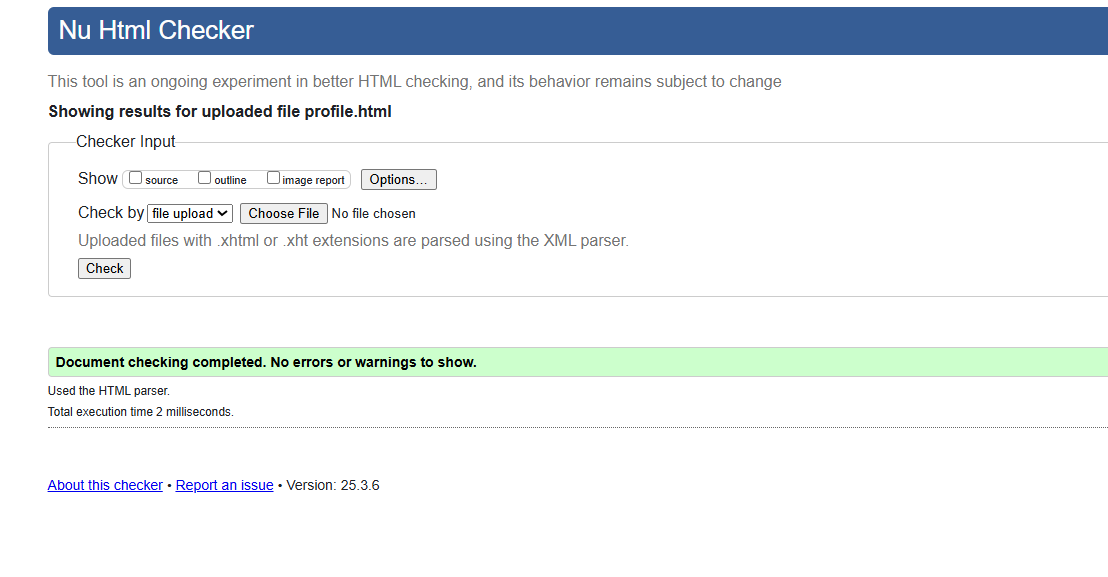 Nu Html Checker
This tool is an ongoing experiment in better HTML checking, and its behavior remains subject to change
Showing results for uploaded file profile.html
Checker Input
Show source outline image report Options...
Check by file upload Choose File No file chosen
Uploaded files with .xhtml or .xht extensions are parsed using the XML parser.
Check
Document checking completed. No errors or warnings to show.
Used the HTML parser.
Total execution time 2 milliseconds.
About this checker • Report an issue • Version: 25.3.6